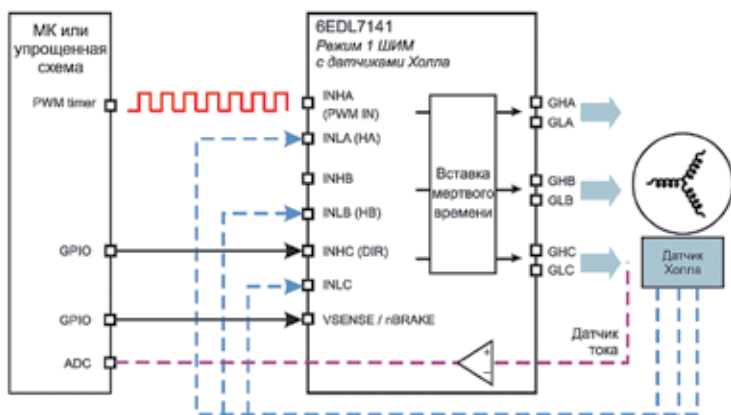 МК или
упрощенная
схема
PWM timer
GPIO
GPIO
ADC
6EDL7141
Режим 1 ШИМ
с датчиками Холла
INHA
(PWM IN)
INLA (HA)
INHB
INLB (HB)
INHC (DIR)
INLC
VSENSE / nBRAKE
Вставка
мертвого
времени
+
−
GHA
GLA
GHB
GLB
GHC
GLC
Датчик
Холла
Датчик
тока